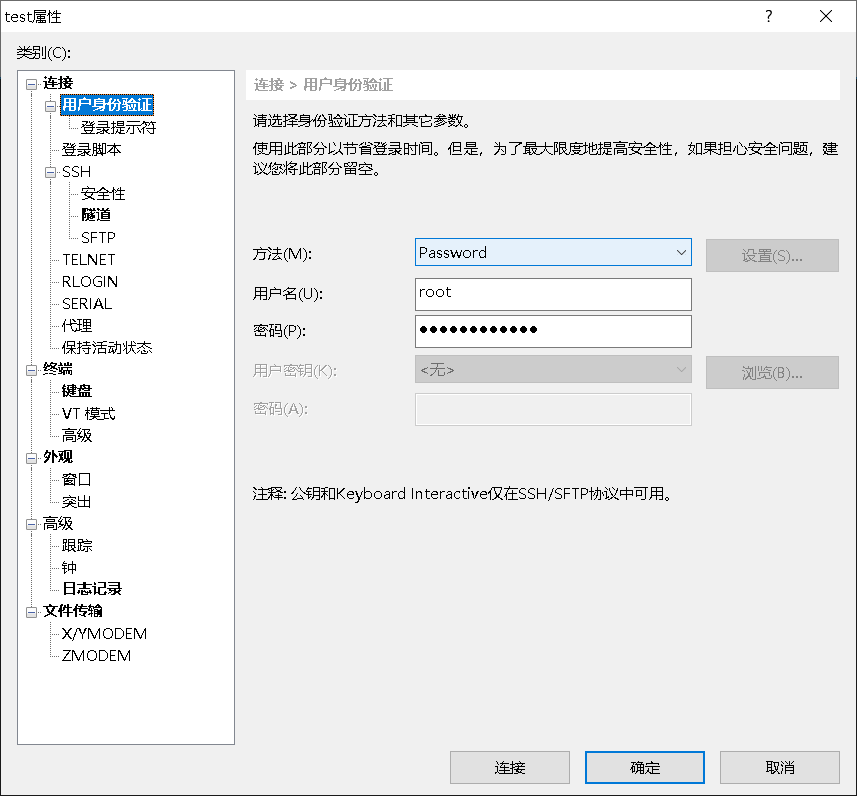 test属性
类别(C):
连接
用户身份验证
登录提示符
登录脚本
SSH
安全性
隧道
SFTP
TELNET
RLOGIN
SERIAL
代理
保持活动状态
终端
键盘
VT 模式
高级
外观
窗口
突出
高级
跟踪
钟
日志记录
文件传输
X/YMODEM
ZMODEM
连接 > 用户身份验证
请选择身份验证方法和其它参数。
使用此部分以节省登录时间。但是，为了最大限度地提高安全性，如果担心安全问题，建
议您将此部分留空。
方法(M): Password 设置(S)...
用户名(U): root
密码(P): ●●●●●●●●●●●●
用户密钥(K): <无> 浏览(B)...
密码(A):
注释: 公钥和Keyboard Interactive仅在SSH/SFTP协议中可用。
连接 确定 取消